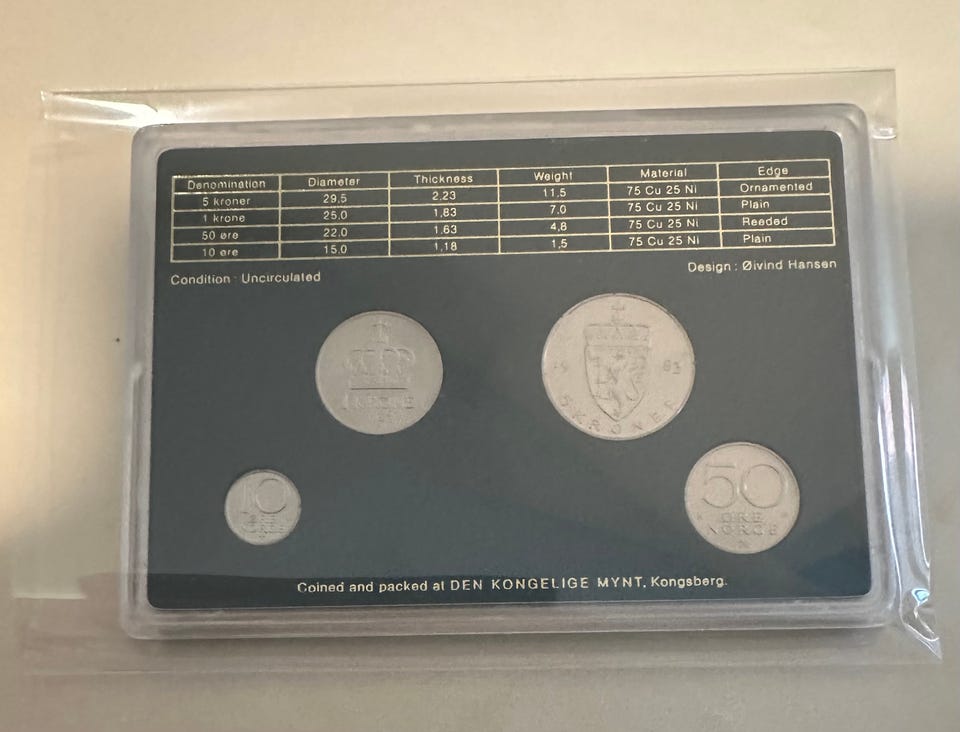 Denomination Diameter Thickness Weight Material Edge
5 kroner 29,5 2,23 11,5 75 Cu 25 Ni Ornamented
1 krone 25,0 1,83 7,0 75 Cu 25 Ni Plain
50 øre 22,0 1,63 4,8 75 Cu 25 Ni Reeded
10 øre 15,0 1,18 1,5 75 Cu 25 Ni Plain
Condition : Uncirculated
Design : Øivind Hansen
1 KRONE
19 83
5 KRONER
10
ØRE
50
ØRE
NORGE
Coined and packed at DEN KONGELIGE MYNT, Kongsberg.